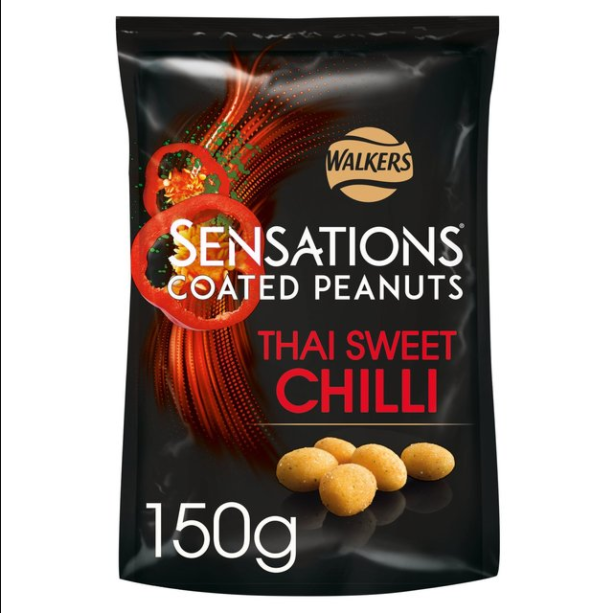 WALKERS
SENSATIONS®
COATED PEANUTS
THAI SWEET
CHILLI
150g